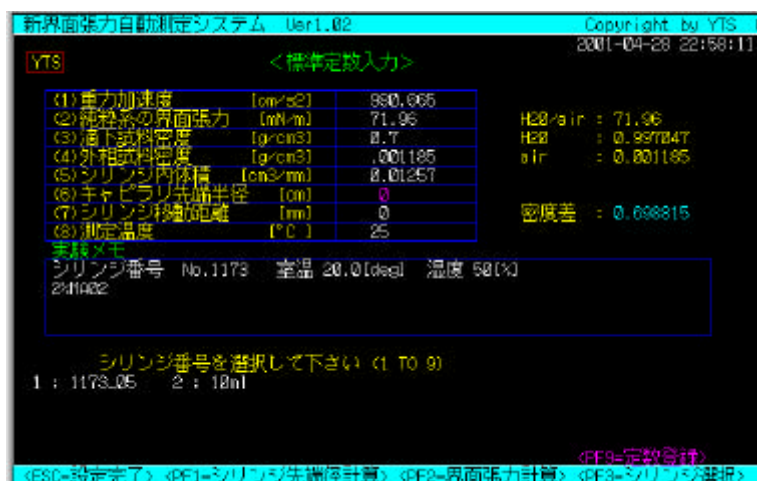 新界面張力自動測定システム Ver1.02 Copyright by YTS
2001-04-28 22:58:11
YTS <標準定数入力>
(1)重力加速度 [cm/s2] 980.665
(2)純粋系の界面張力 [mN/m] 71.96 H2O/air : 71.96
(3)滴下試料密度 [g/cm3] 0.7 H2O : 0.997047
(4)外相試料密度 [g/cm3] .001185 air : 0.001185
(5)シリンジ内体積 [cm3/mm] 0.01257
(6)キャピラリ先端半径 [cm] 0
(7)シリンジ移動距離 [mm] 0 密度差 : 0.698815
(8)測定温度 [°C ] 25
実験メモ
シリンジ番号 No.1173 室温 20.0[deg] 湿度 50[%]
2%MA02
シリンジ番号を選択して下さい (1 TO 9)
1 : 1173_05 2 : 10ml
<PF9=定数登録>
<ESC=設定完了> <PF1=シリンジ先端径計算> <PF2=界面張力計算> <PF3=シリンジ選択>